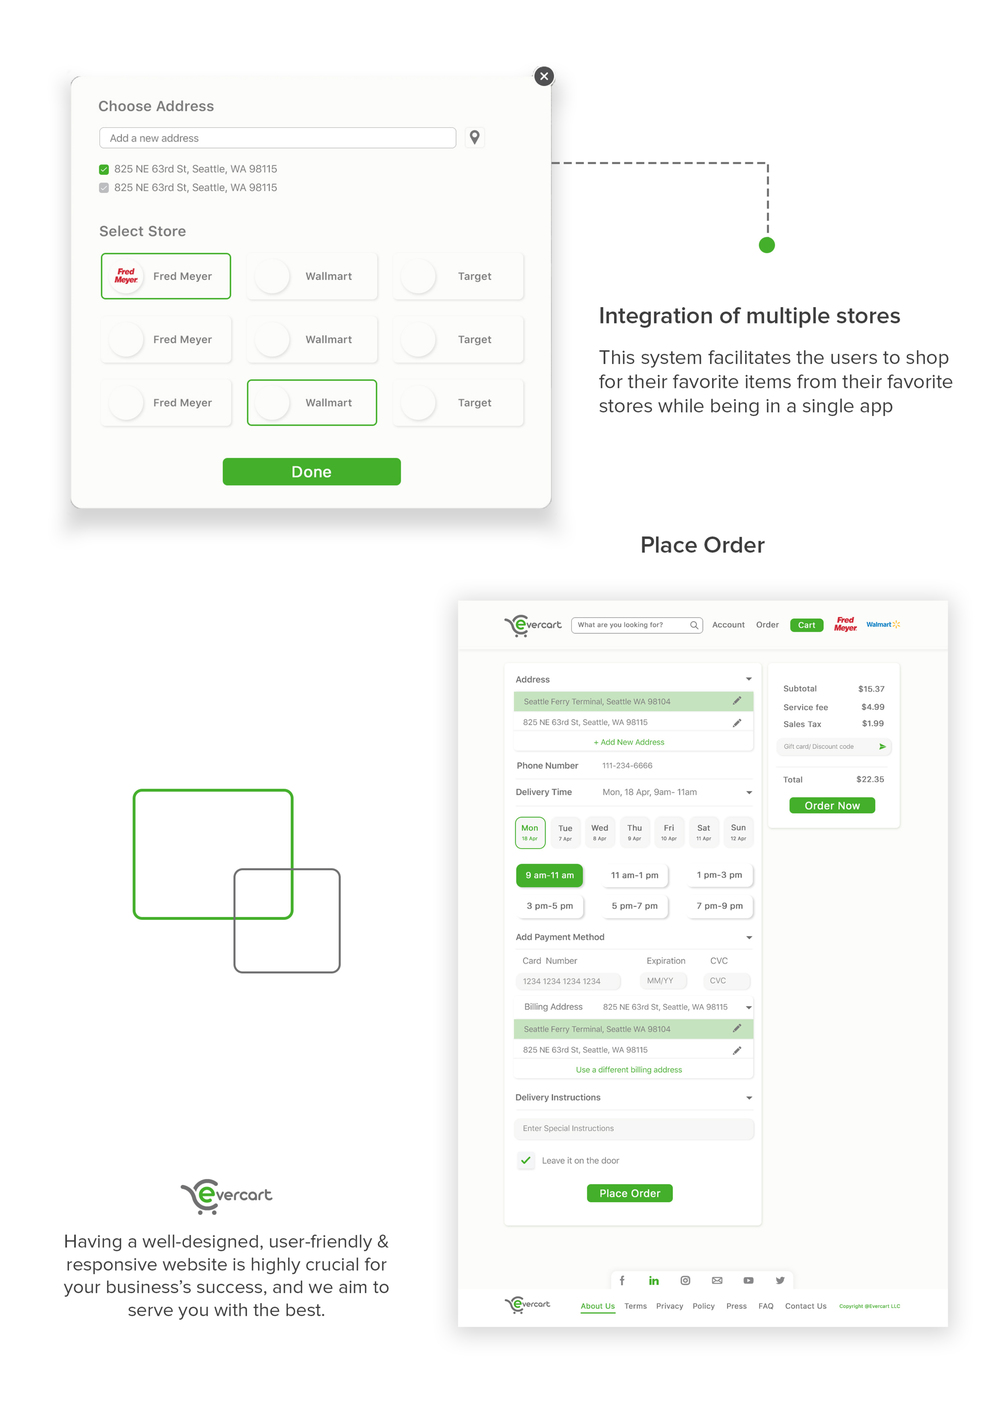 Choose Address
Add a new address
825 NE 63rd St, Seattle, WA 98115
825 NE 63rd St, Seattle, WA 98115
Select Store
Fred Meyer Fred Meyer Wallmart Target
Fred Meyer Wallmart Target
Fred Meyer Wallmart Target
Done
Integration of multiple stores
This system facilitates the users to shop
for their favorite items from their favorite
stores while being in a single app
Place Order
evercart What are you looking for? Account Order Cart Fred Meyer Walmart
Address
Seattle Ferry Terminal, Seattle WA 98104
825 NE 63rd St, Seattle, WA 98115
+ Add New Address
Phone Number 111-234-6666
Delivery Time Mon, 18 Apr, 9am- 11am
Mon Tue Wed Thu Fri Sat Sun
18 Apr 7 Apr 8 Apr 9 Apr 10 Apr 11 Apr 12 Apr
9 am-11 am 11 am-1 pm 1 pm-3 pm
3 pm-5 pm 5 pm-7 pm 7 pm-9 pm
Add Payment Method
Card Number Expiration CVC
1234 1234 1234 1234 MM/YY CVC
Billing Address 825 NE 63rd St, Seattle, WA 98115
Seattle Ferry Terminal, Seattle WA 98104
825 NE 63rd St, Seattle, WA 98115
Use a different billing address
Delivery Instructions
Enter Special Instructions
Leave it on the door
Place Order
Subtotal $15.37
Service fee $4.99
Sales Tax $1.99
Gift card/ Discount code
Total $22.35
Order Now
evercart About Us Terms Privacy Policy Press FAQ Contact Us Copyright @Evercart LLC
evercart
Having a well-designed, user-friendly &
responsive website is highly crucial for
your business's success, and we aim to
serve you with the best.